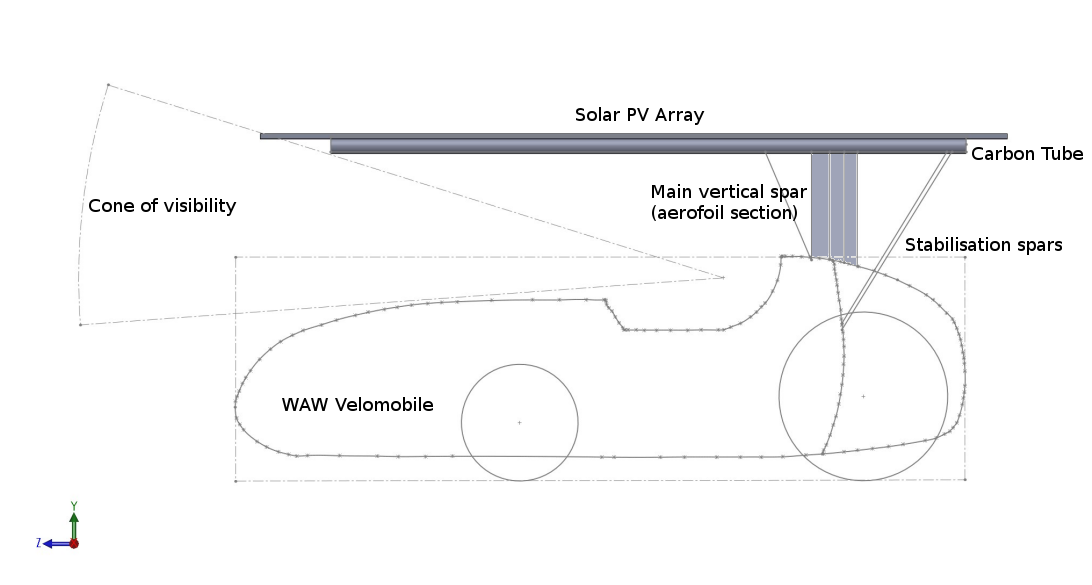 Solar PV Array
Carbon Tube
Main vertical spar
(aerofoil section)
Cone of visibility
Stabilisation spars
WAW Velomobile
Y
Z